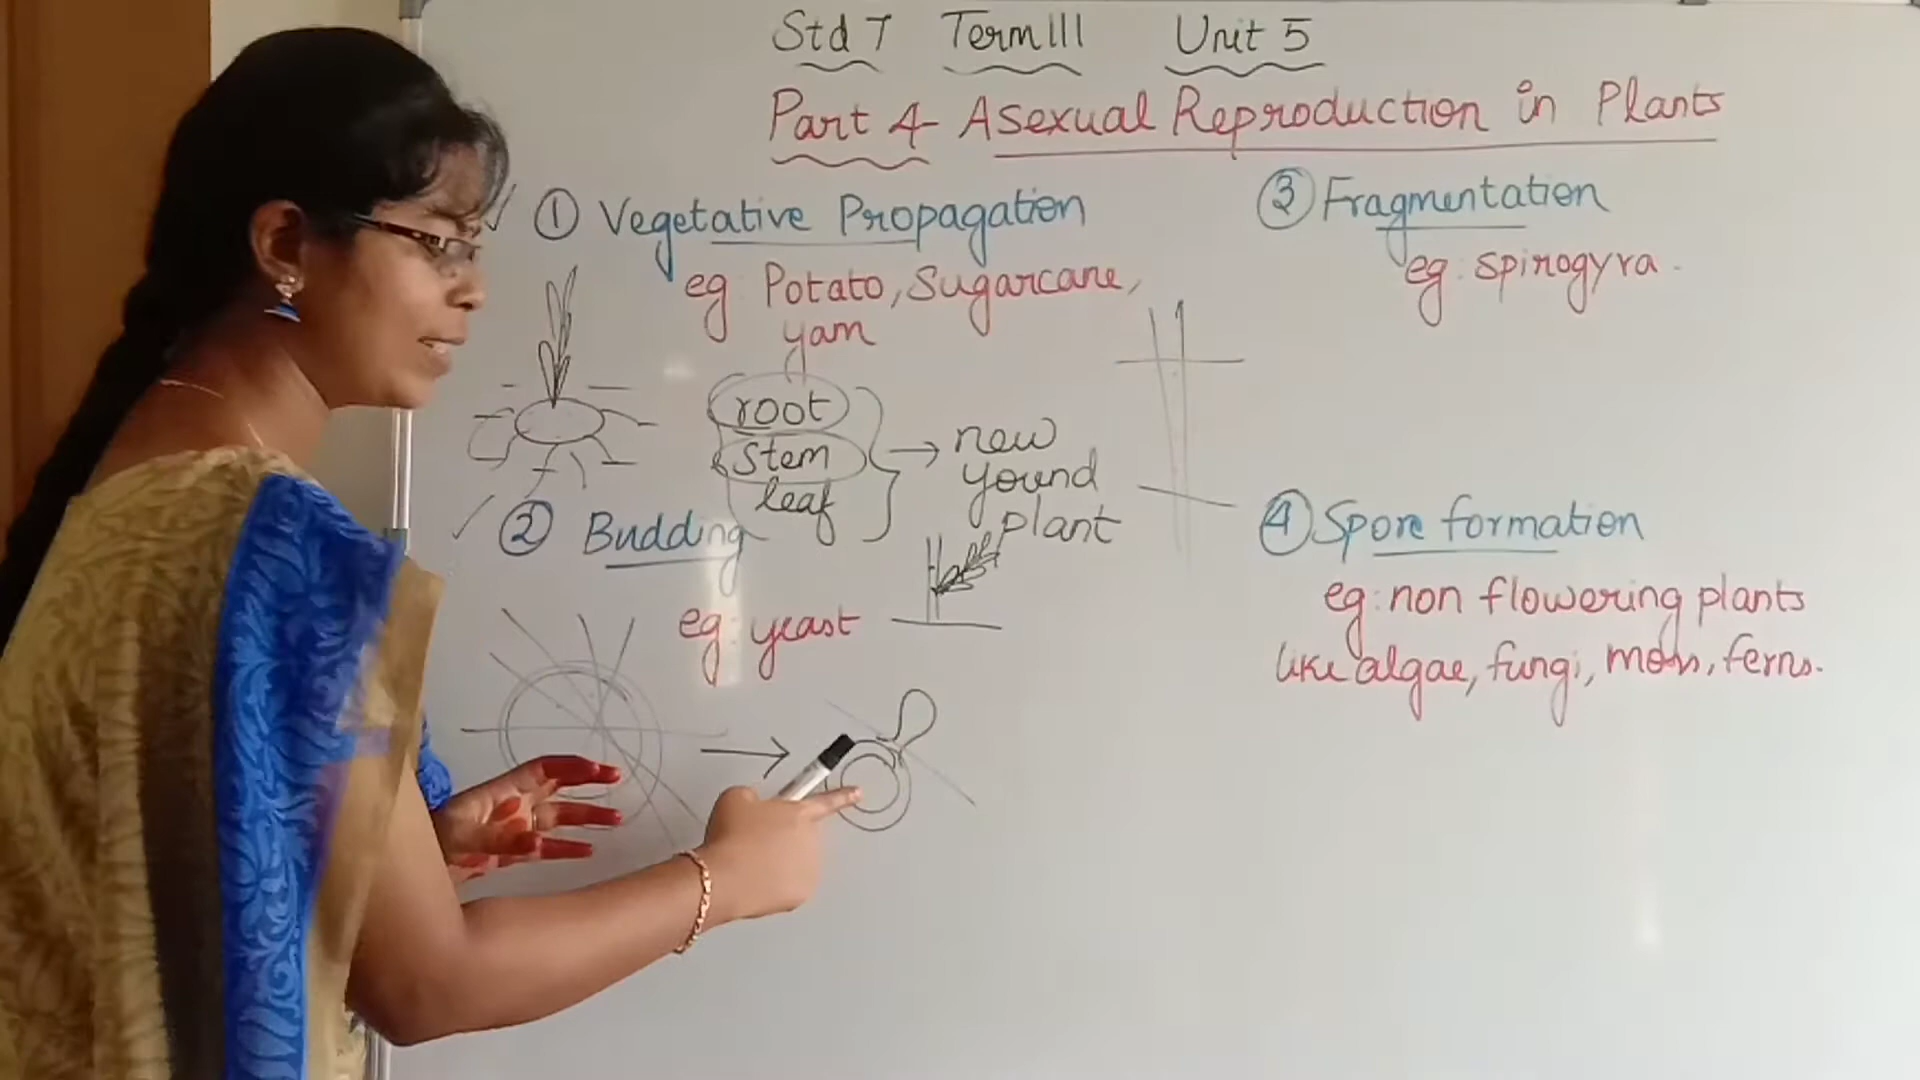 Std 7 Term III Unit 5
Part 4 - Asexual Reproduction in Plants
① Vegetative Propagation
eg: Potato, Sugarcane,
yam
root
stem
leaf
→ new
yound
plant
② Budding
eg: yeast
③ Fragmentation
eg: spirogyra.
④ Spore formation
eg: non flowering plants
like algae, fungi, moss, ferns.